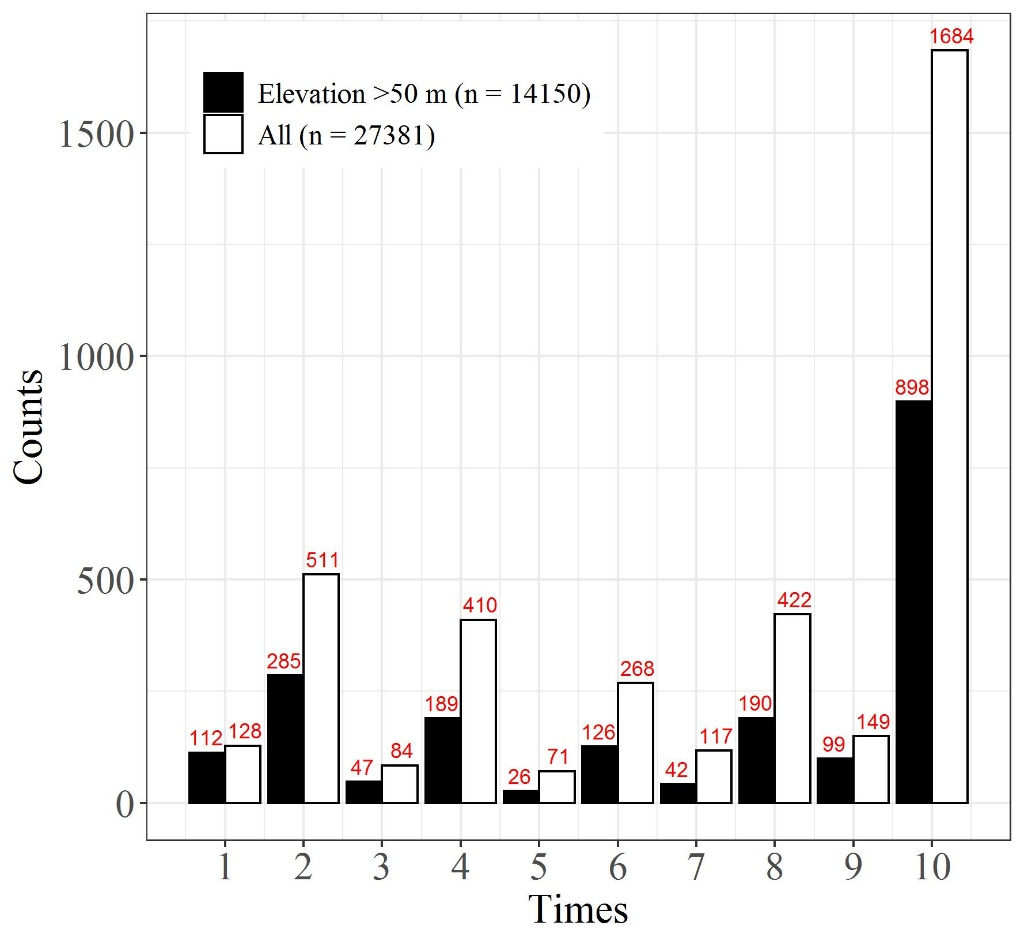 Elevation >50 m (n = 14150)
All (n = 27381)
Counts
1500
1000
500
0
112 128
285 511
47 84
189 410
26 71
126 268
42 117
190 422
99 149
898 1684
1 2 3 4 5 6 7 8 9 10
Times